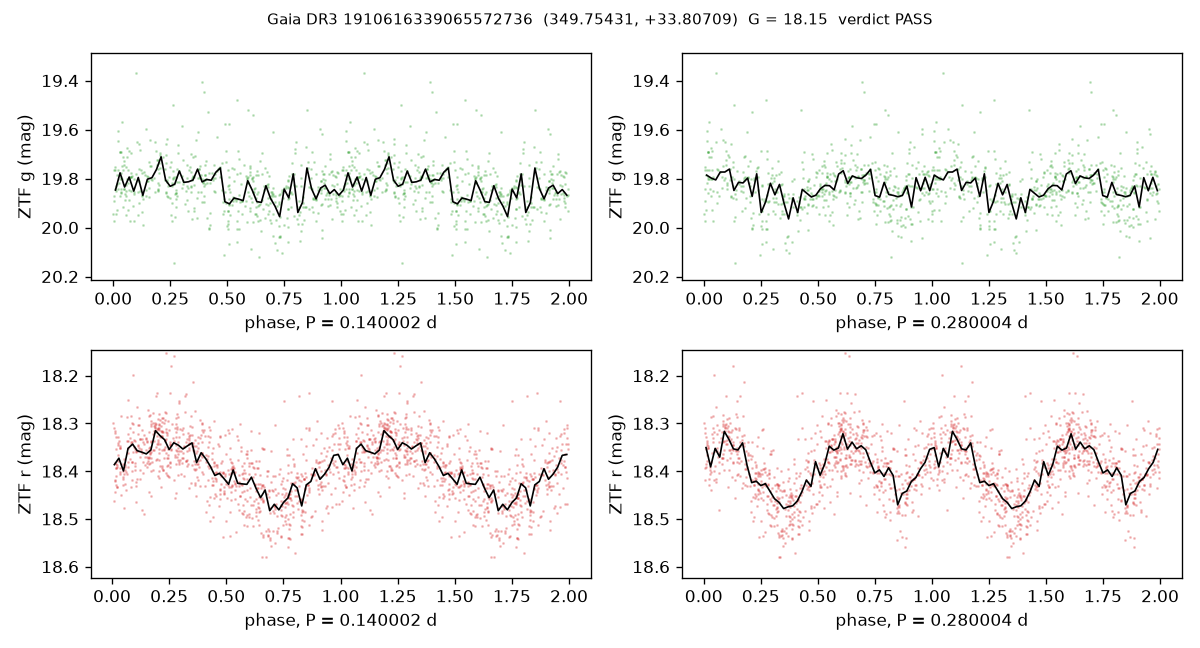 Gaia DR3 1910616339065572736 (349.75431, +33.80709) G = 18.15 verdict PASS
ZTF g (mag)
19.4
19.6
19.8
20.0
20.2
0.00 0.25 0.50 0.75 1.00 1.25 1.50 1.75 2.00
phase, P = 0.140002 d
ZTF g (mag)
19.4
19.6
19.8
20.0
20.2
0.00 0.25 0.50 0.75 1.00 1.25 1.50 1.75 2.00
phase, P = 0.280004 d
ZTF r (mag)
18.2
18.3
18.4
18.5
18.6
0.00 0.25 0.50 0.75 1.00 1.25 1.50 1.75 2.00
phase, P = 0.140002 d
ZTF r (mag)
18.2
18.3
18.4
18.5
18.6
0.00 0.25 0.50 0.75 1.00 1.25 1.50 1.75 2.00
phase, P = 0.280004 d